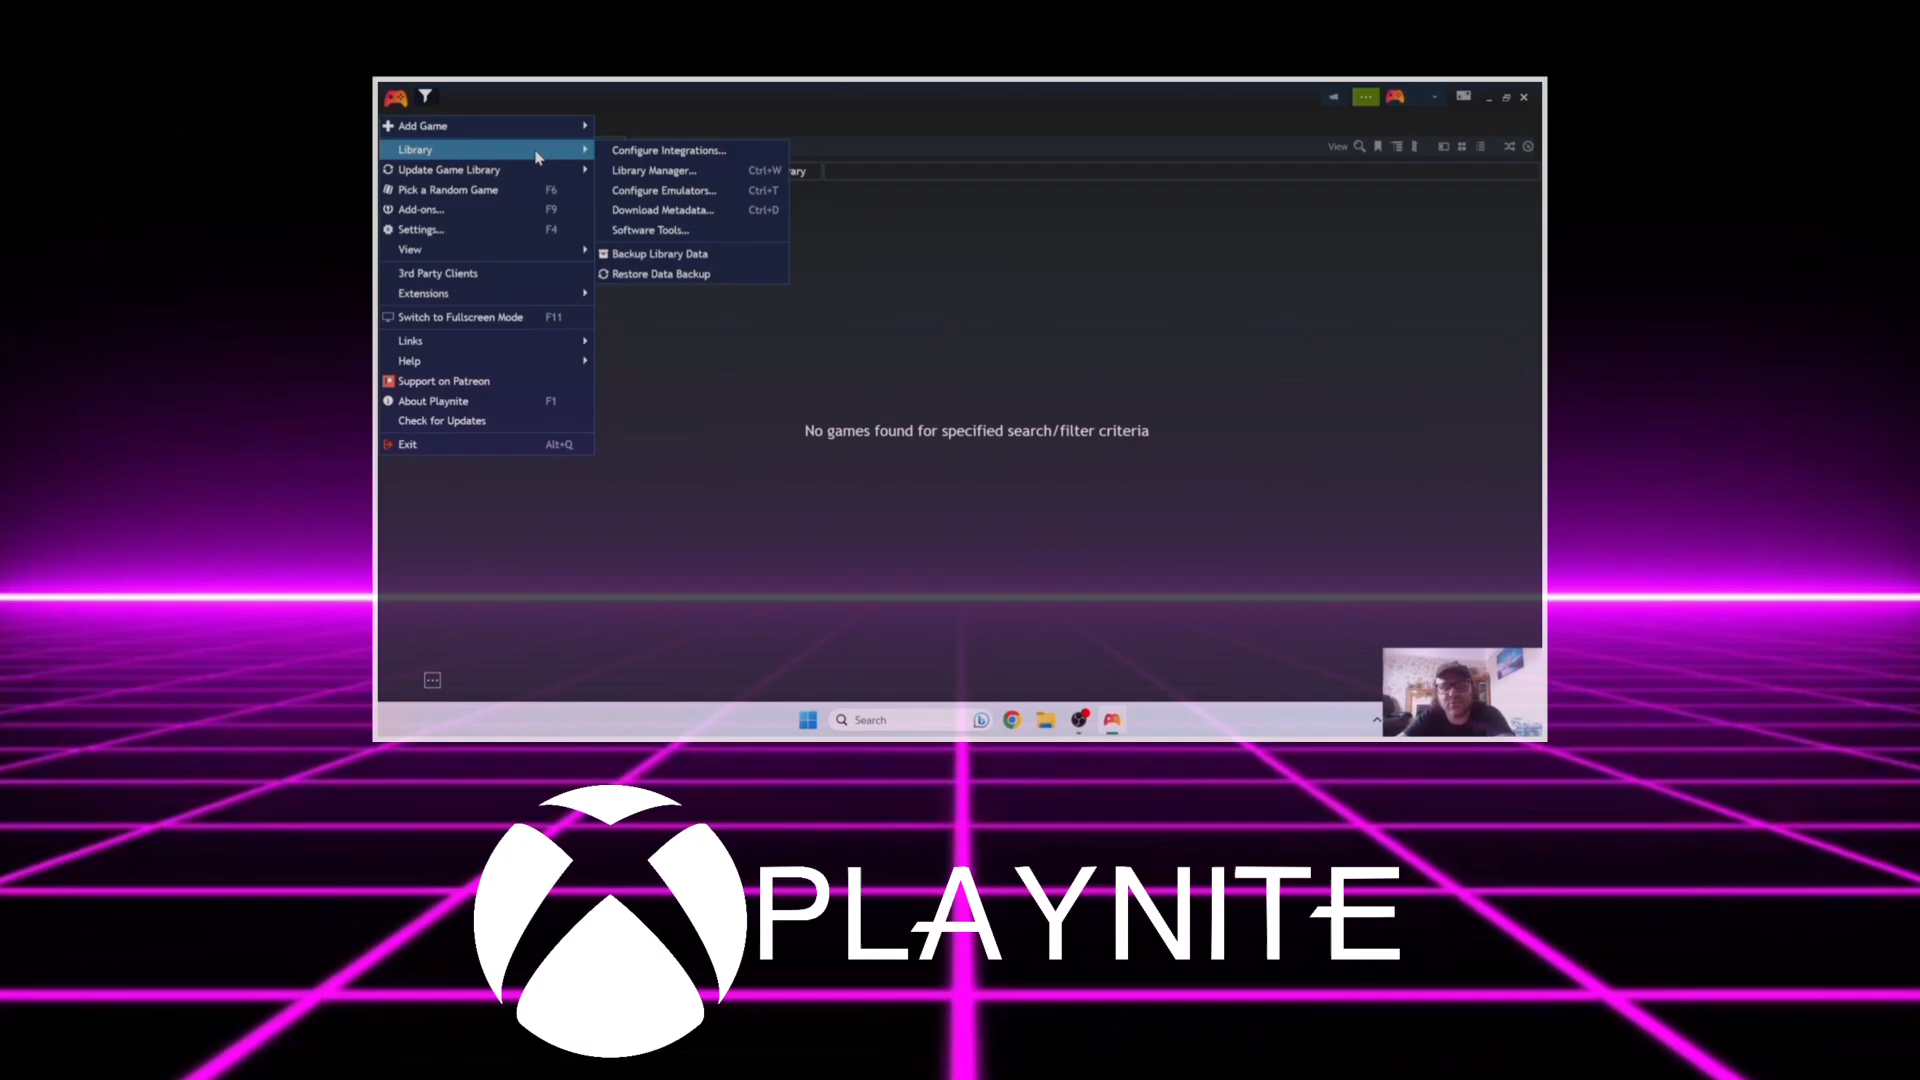 Add Game
Library
Update Game Library
Pick a Random Game F6
Add-ons... F9
Settings... F4
View
3rd Party Clients
Extensions
Switch to Fullscreen Mode F11
Links
Help
Support on Patreon
About Playnite F1
Check for Updates
Exit Alt+Q
Configure Integrations...
Library Manager... Ctrl+W
Configure Emulators... Ctrl+T
Download Metadata... Ctrl+D
Software Tools...
Backup Library Data
Restore Data Backup
rary
View
No games found for specified search/filter criteria
Search
PLAYNITE